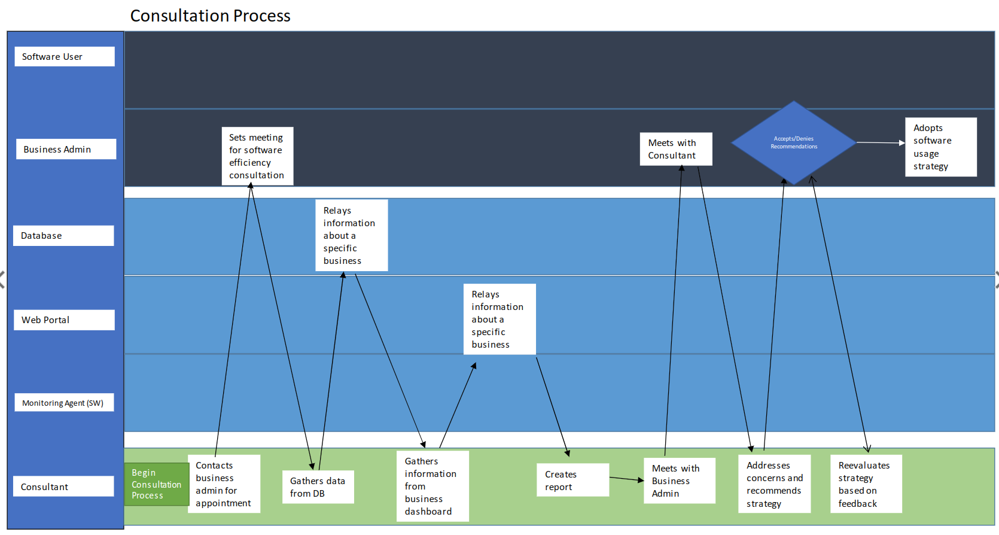 Consultation Process
Software User
Business Admin
Sets meeting
for software
efficiency
consultation
Meets with
Consultant
Accepts/Denies
Recommendations
Adopts
software
usage
strategy
Database
Relays
information
about a
specific
business
Web Portal
Relays
information
about a
specific
business
Monitoring Agent (SW)
Consultant
Begin
Consultation
Process
Contacts
business
admin for
appointment
Gathers data
from DB
Gathers
information
from
business
dashboard
Creates
report
Meets with
Business
Admin
Addresses
concerns and
recommends
strategy
Reevaluates
strategy
based on
feedback